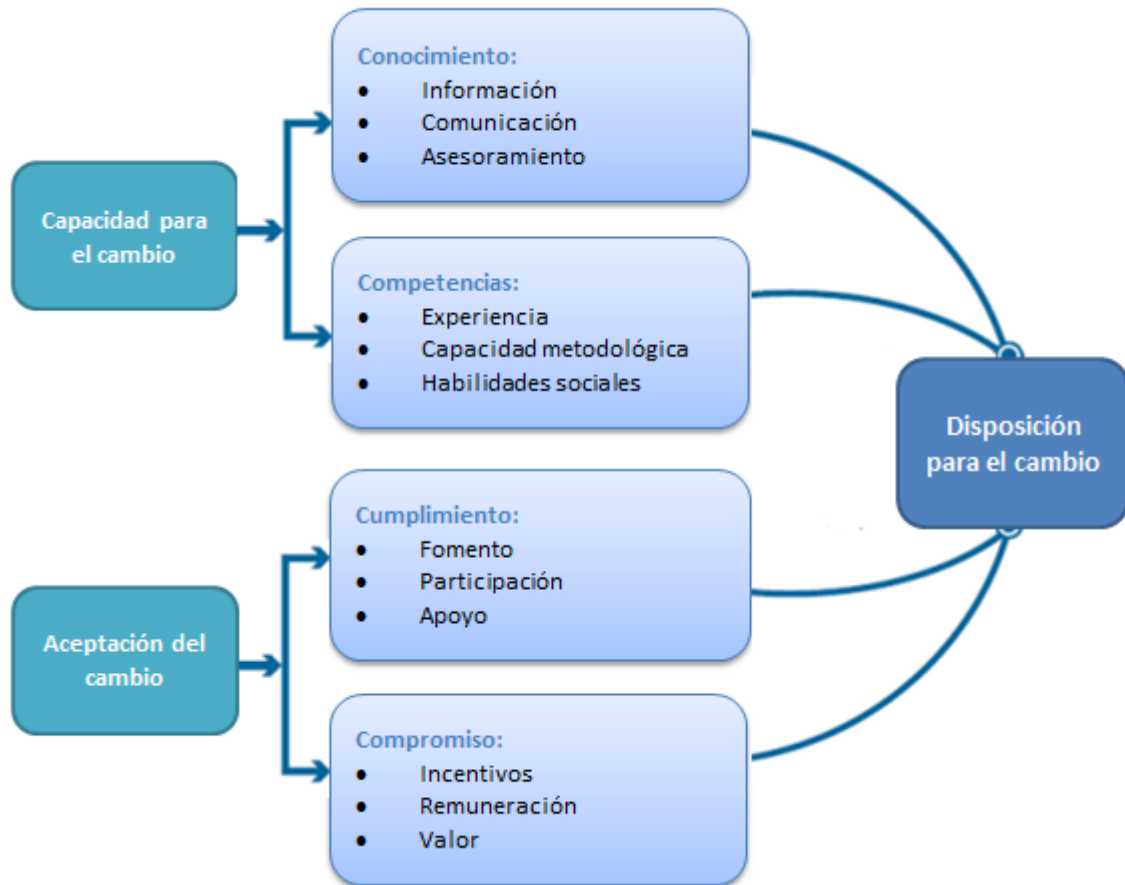 Capacidad para
el cambio
Conocimiento:
• Información
• Comunicación
• Asesoramiento
Competencias:
• Experiencia
• Capacidad metodológica
• Habilidades sociales
Aceptación del
cambio
Cumplimiento:
• Fomento
• Participación
• Apoyo
Compromiso:
• Incentivos
• Remuneración
• Valor
Disposición
para el cambio